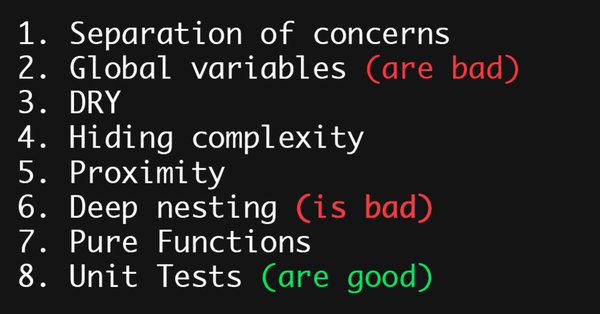 1. Separation of concerns
2. Global variables (are bad)
3. DRY
4. Hiding complexity
5. Proximity
6. Deep nesting (is bad)
7. Pure Functions
8. Unit Tests (are good)